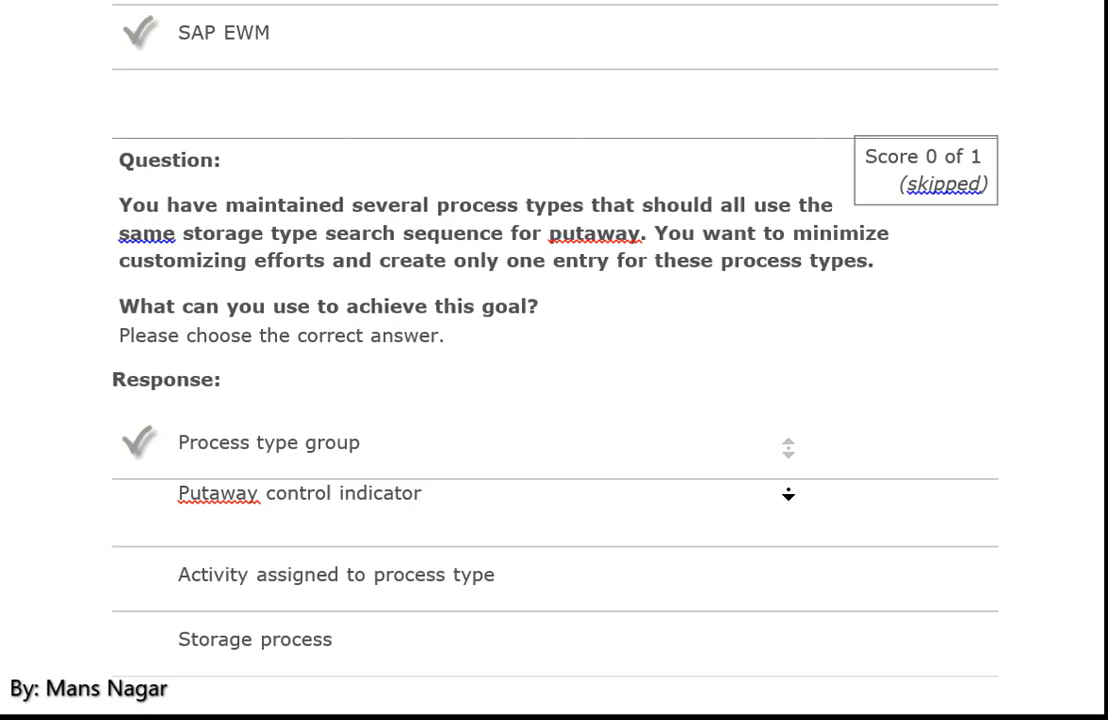 SAP EWM
Question:
Score 0 of 1
(skipped)
You have maintained several process types that should all use the
same storage type search sequence for putaway. You want to minimize
customizing efforts and create only one entry for these process types.
What can you use to achieve this goal?
Please choose the correct answer.
Response:
Process type group
Putaway control indicator
Activity assigned to process type
Storage process
By: Mans Nagar